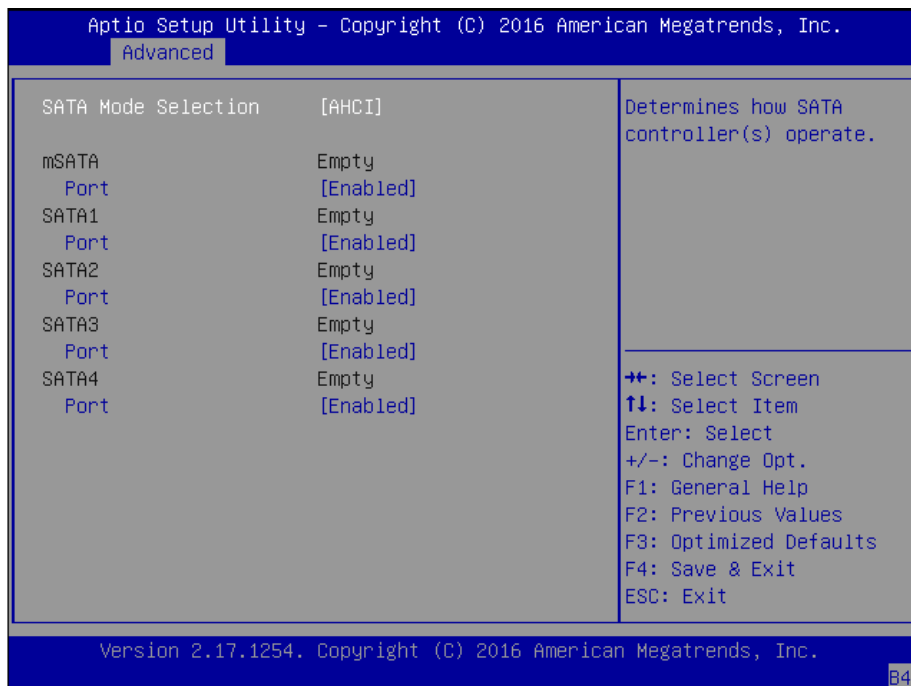 Aptio Setup Utility – Copyright (C) 2016 American Megatrends, Inc.
Advanced
SATA Mode Selection [AHCI]
mSATA Empty
Port [Enabled]
SATA1 Empty
Port [Enabled]
SATA2 Empty
Port [Enabled]
SATA3 Empty
Port [Enabled]
SATA4 Empty
Port [Enabled]
Determines how SATA
controller(s) operate.
→←: Select Screen
↑↓: Select Item
Enter: Select
+/-: Change Opt.
F1: General Help
F2: Previous Values
F3: Optimized Defaults
F4: Save & Exit
ESC: Exit
Version 2.17.1254. Copyright (C) 2016 American Megatrends, Inc.
B4